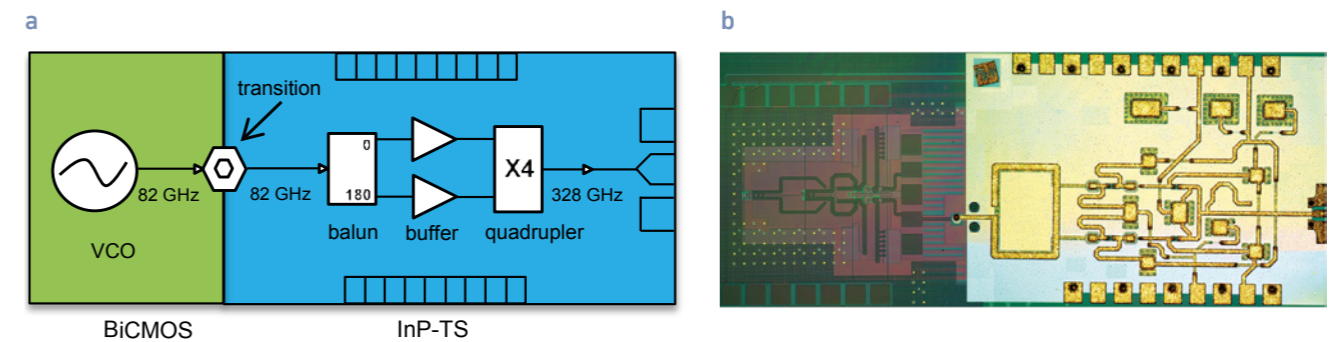 a
b
transition
0
82 GHz
82 GHz
180
X4
328 GHz
VCO
balun
buffer
quadrupler
BiCMOS
InP-TS